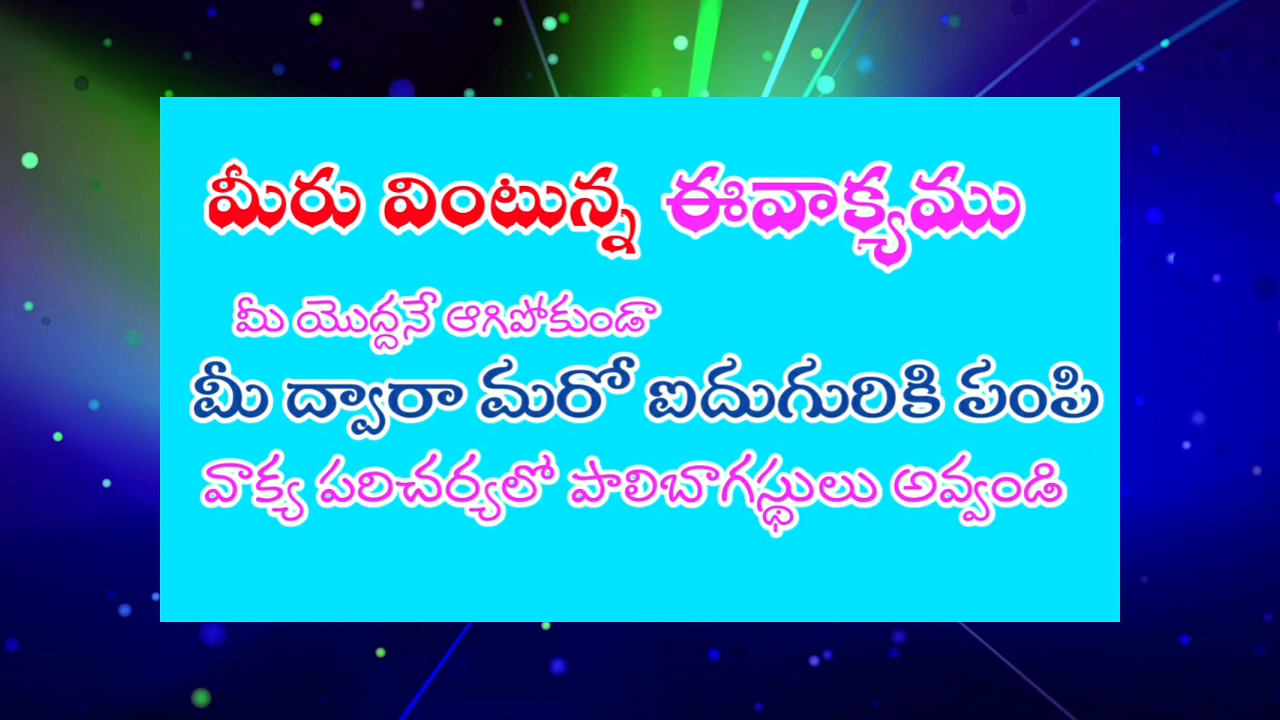 మీరు వింటున్న ఈవాక్యము
మీ యొద్దనే ఆగిపోకుండా
మీ ద్వారా మరో ఐదుగురికి పంపి
వాక్య పరిచర్యలో పాలిబాగస్థులు అవ్వండి